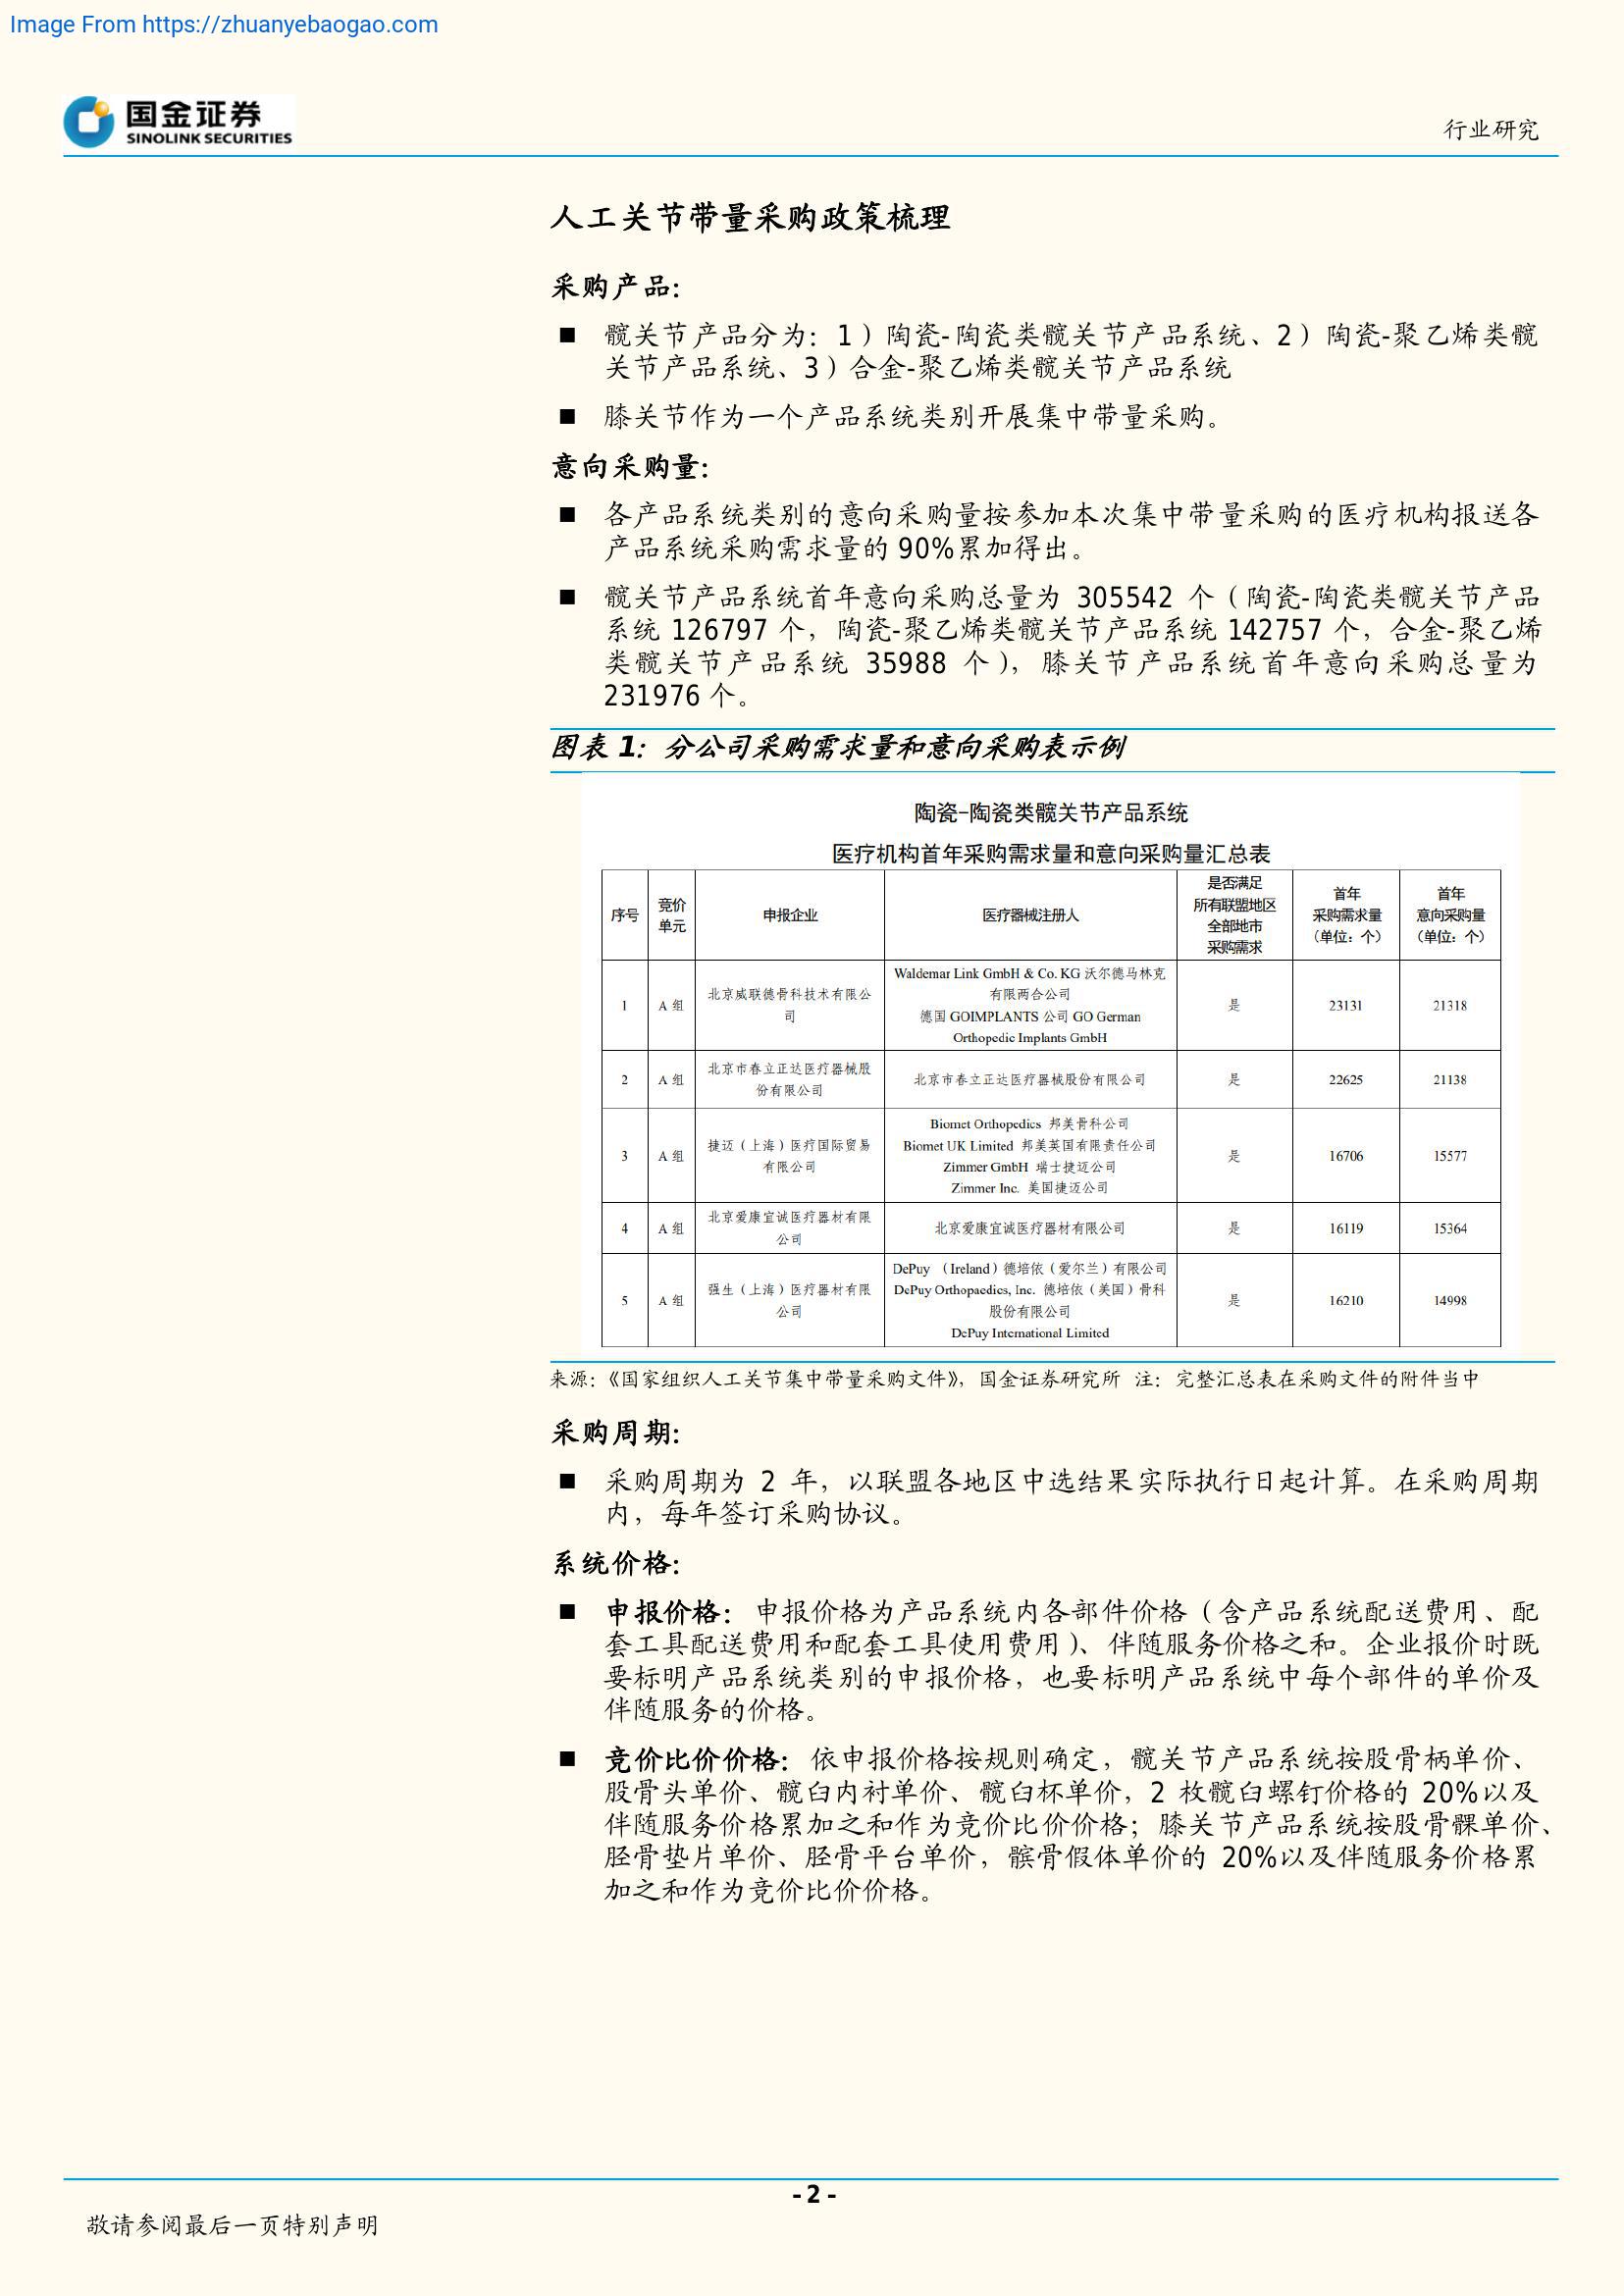 Image From https://zhuanyebaogao.com
国金证券
SINOLINK SECURITIES
行业研究
人工关节带量采购政策梳理
采购产品：
■ 髋关节产品分为：1）陶瓷-陶瓷类髋关节产品系统、2）陶瓷-聚乙烯类髋
关节产品系统、3）合金-聚乙烯类髋关节产品系统
■ 膝关节作为一个产品系统类别开展集中带量采购。
意向采购量：
■ 各产品系统类别的意向采购量按参加本次集中带量采购的医疗机构报送各
产品系统采购需求量的 90%累加得出。
■ 髋关节产品系统首年意向采购总量为 305542 个（陶瓷-陶瓷类髋关节产品
系统 126797 个，陶瓷-聚乙烯类髋关节产品系统 142757 个，合金-聚乙烯
类髋关节产品系统 35988 个），膝关节产品系统首年意向采购总量为
231976 个。
图表 1：分公司采购需求量和意向采购表示例
陶瓷-陶瓷类髋关节产品系统
医疗机构首年采购需求量和意向采购量汇总表
序号
竞价
单元
申报企业
医疗器械注册人
是否满足
所有联盟地区
全部地市
采购需求
首年
采购需求量
（单位：个）
首年
意向采购量
（单位：个）
1
A 组
北京威联德骨科技术有限公
司
Waldemar Link GmbH & Co. KG 沃尔德马林克
有限两合公司
德国 GOIMPLANTS 公司 GO German
Orthopedic Implants GmbH
是
23131
21318
2
A 组
北京市春立正达医疗器械股
份有限公司
北京市春立正达医疗器械股份有限公司
是
22625
21138
3
A 组
捷迈（上海）医疗国际贸易
有限公司
Biomet Orthopedics 邦美骨科公司
Biomet UK Limited 邦美英国有限责任公司
Zimmer GmbH 瑞士捷迈公司
Zimmer Inc. 美国捷迈公司
是
16706
15577
4
A 组
北京爱康宜诚医疗器材有限
公司
北京爱康宜诚医疗器材有限公司
是
16119
15364
5
A 组
强生（上海）医疗器材有限
公司
DePuy （Ireland）德培依（爱尔兰）有限公司
DePuy Orthopaedics, Inc. 德培依（美国）骨科
股份有限公司
DePuy International Limited
是
16210
14998
来源：《国家组织人工关节集中带量采购文件》，国金证券研究所 注：完整汇总表在采购文件的附件当中
采购周期：
■ 采购周期为 2 年，以联盟各地区中选结果实际执行日起计算。在采购周期
内，每年签订采购协议。
系统价格：
■ 申报价格：申报价格为产品系统内各部件价格（含产品系统配送费用、配
套工具配送费用和配套工具使用费用）、伴随服务价格之和。企业报价时既
要标明产品系统类别的申报价格，也要标明产品系统中每个部件的单价及
伴随服务的价格。
■ 竞价比价价格：依申报价格按规则确定，髋关节产品系统按股骨柄单价、
股骨头单价、髋臼内衬单价、髋臼杯单价，2 枚髋臼螺钉价格的 20%以及
伴随服务价格累加之和作为竞价比价价格；膝关节产品系统按股骨髁单价、
胫骨垫片单价、胫骨平台单价，髌骨假体单价的 20%以及伴随服务价格累
加之和作为竞价比价价格。
- 2 -
敬请参阅最后一页特别声明